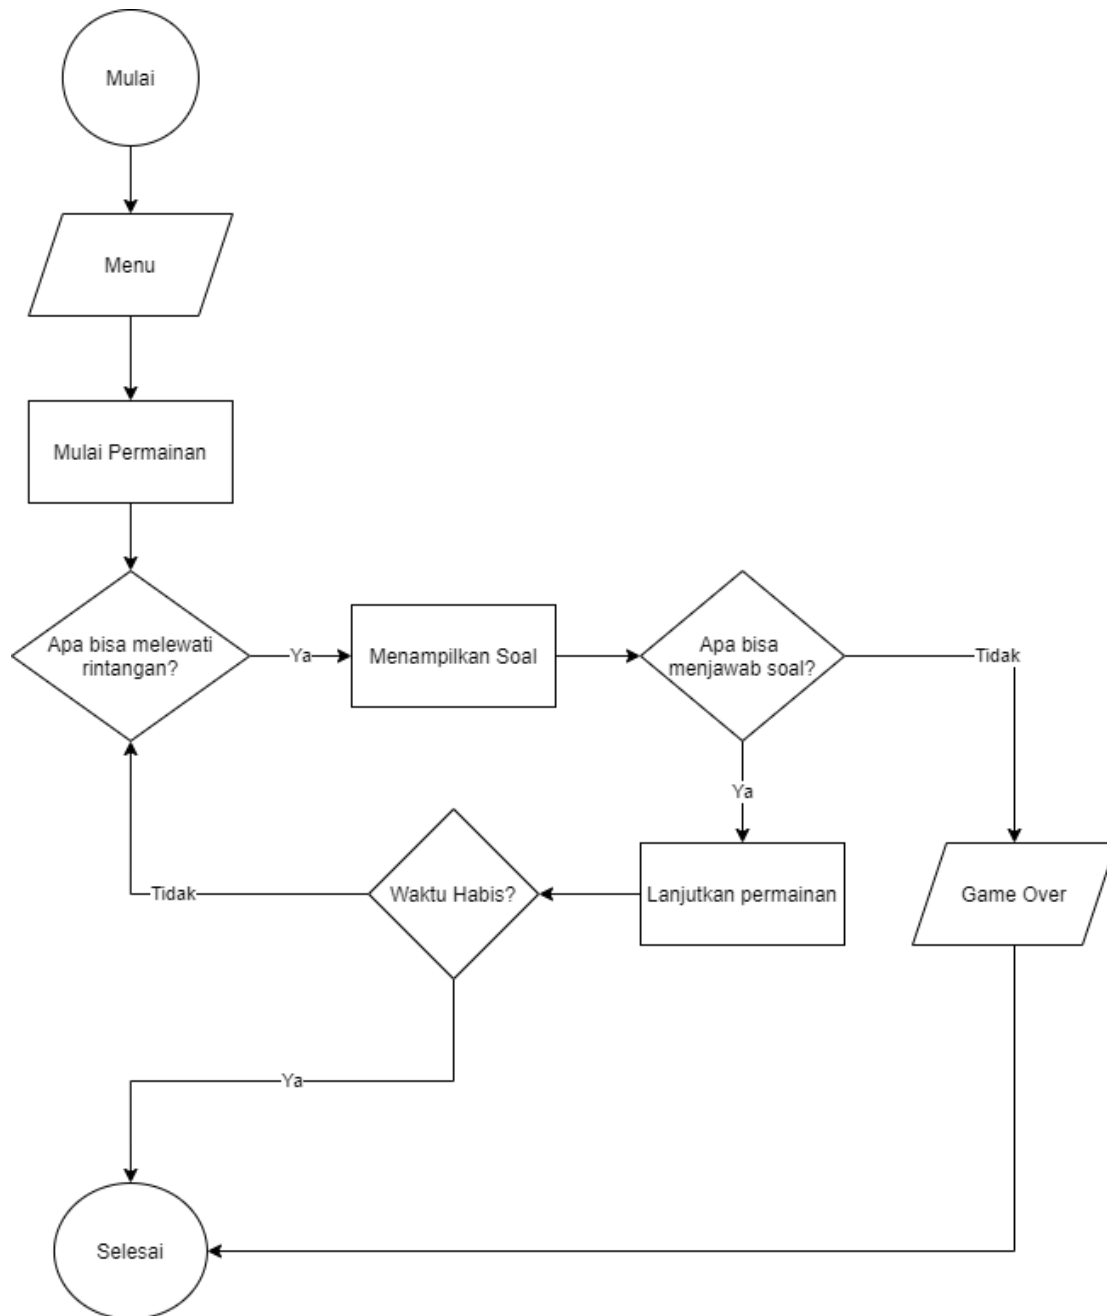 Mulai
Menu
Mulai Permainan
Apa bisa melewati
rintangan?
Ya
Menampilkan Soal
Apa bisa
menjawab soal?
Tidak
Ya
Tidak
Waktu Habis?
Lanjutkan permainan
Game Over
Ya
Selesai